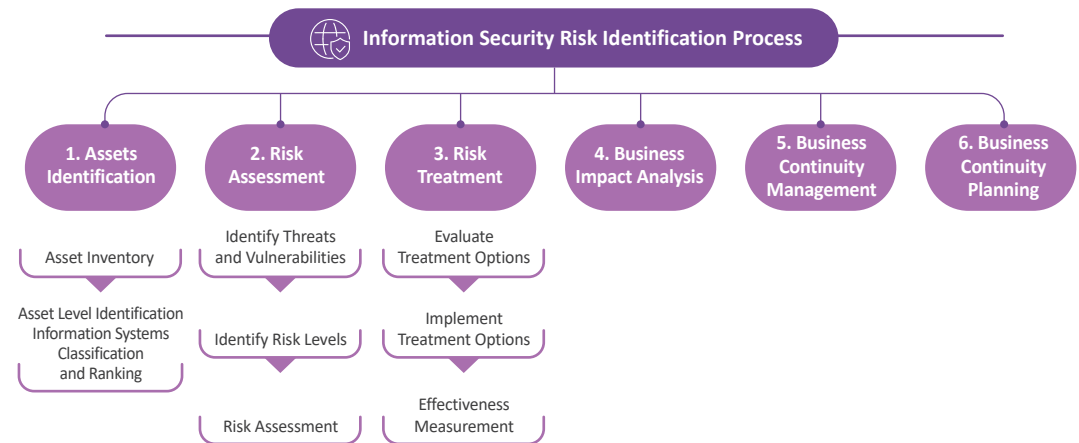 Information Security Risk Identification Process
1. Assets
Identification
2. Risk
Assessment
3. Risk
Treatment
4. Business
Impact Analysis
5. Business
Continuity
Management
6. Business
Continuity
Planning
Asset Inventory
Asset Level Identification
Information Systems
Classification
and Ranking
Identify Threats
and Vulnerabilities
Identify Risk Levels
Risk Assessment
Evaluate
Treatment Options
Implement
Treatment Options
Effectiveness
Measurement